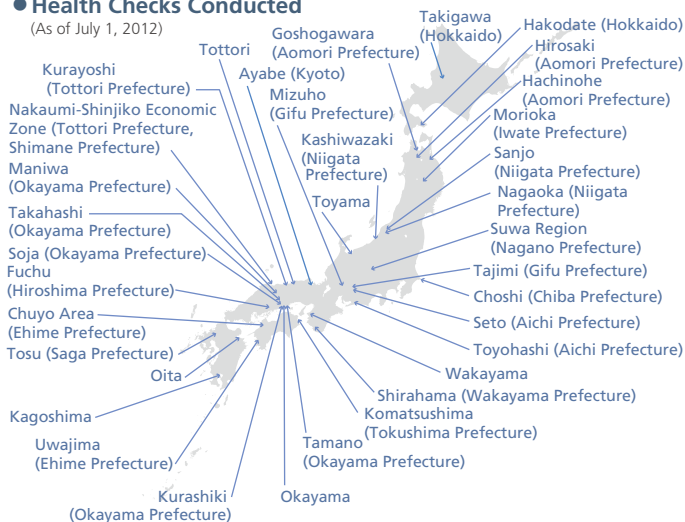 ● Health Checks Conducted
(As of July 1, 2012)
Takigawa
(Hokkaido)
Hakodate (Hokkaido)
Goshogawara
(Aomori Prefecture)
Hirosaki
(Aomori Prefecture)
Tottori
Hachinohe
(Aomori Prefecture)
Kurayoshi
(Tottori Prefecture)
Ayabe (Kyoto)
Mizuho
(Gifu Prefecture)
Morioka
(Iwate Prefecture)
Nakaumi-Shinjiko Economic
Zone (Tottori Prefecture,
Shimane Prefecture)
Kashiwazaki
(Niigata
Prefecture)
Sanjo
(Niigata Prefecture)
Maniwa
(Okayama Prefecture)
Nagaoka (Niigata
Prefecture)
Toyama
Takahashi
(Okayama Prefecture)
Suwa Region
(Nagano Prefecture)
Soja (Okayama Prefecture)
Fuchu
(Hiroshima Prefecture)
Tajimi (Gifu Prefecture)
Choshi (Chiba Prefecture)
Chuyo Area
(Ehime Prefecture)
Seto (Aichi Prefecture)
Tosu (Saga Prefecture)
Toyohashi (Aichi Prefecture)
Oita
Wakayama
Shirahama (Wakayama Prefecture)
Kagoshima
Komatsushima
(Tokushima Prefecture)
Uwajima
(Ehime Prefecture)
Tamano
(Okayama Prefecture)
Kurashiki
(Okayama Prefecture)
Okayama